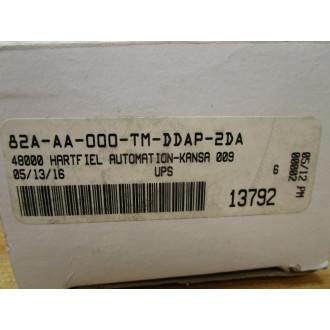 82A-AA-000-TM-DDAP-2DA
48000 HARTFIEL AUTOMATION-KANSA 009
05/13/16 UPS 6
13792
05/12 PM
00002